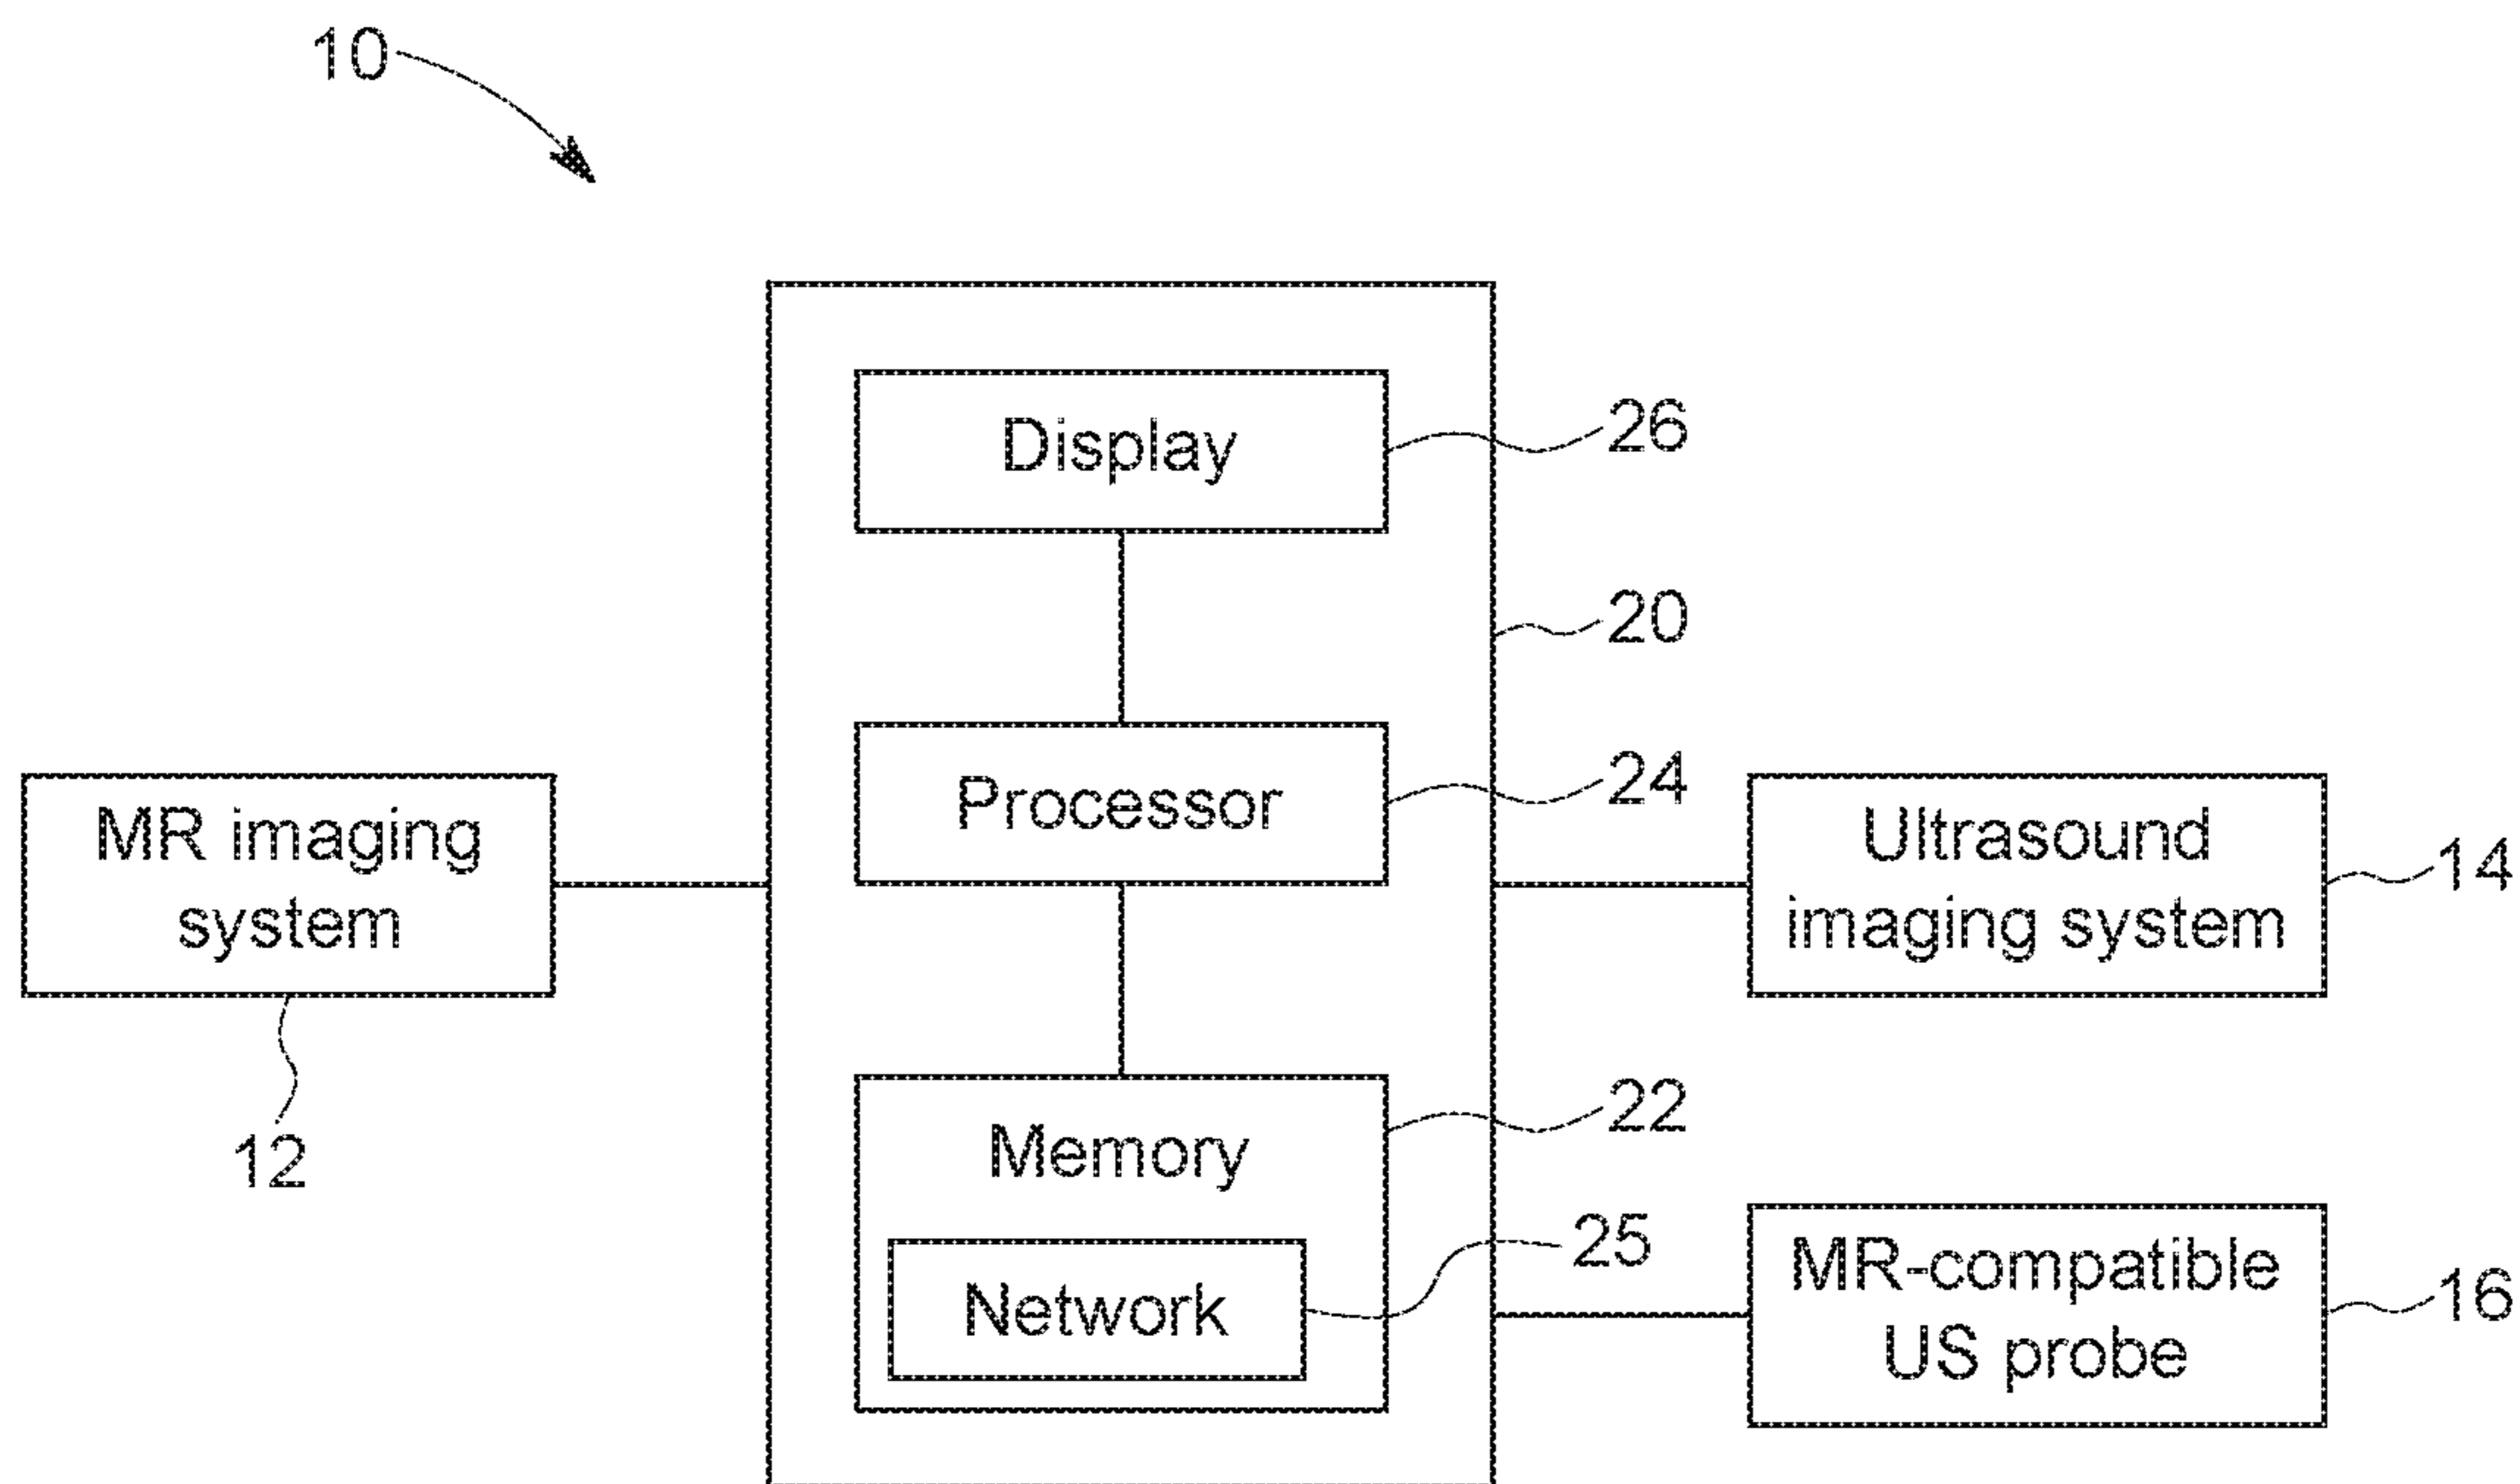 10
Display
26
20
Processor
24
MR imaging
system
12
Ultrasound
imaging system
14
Memory
22
Network
25
MR-compatible
US probe
16